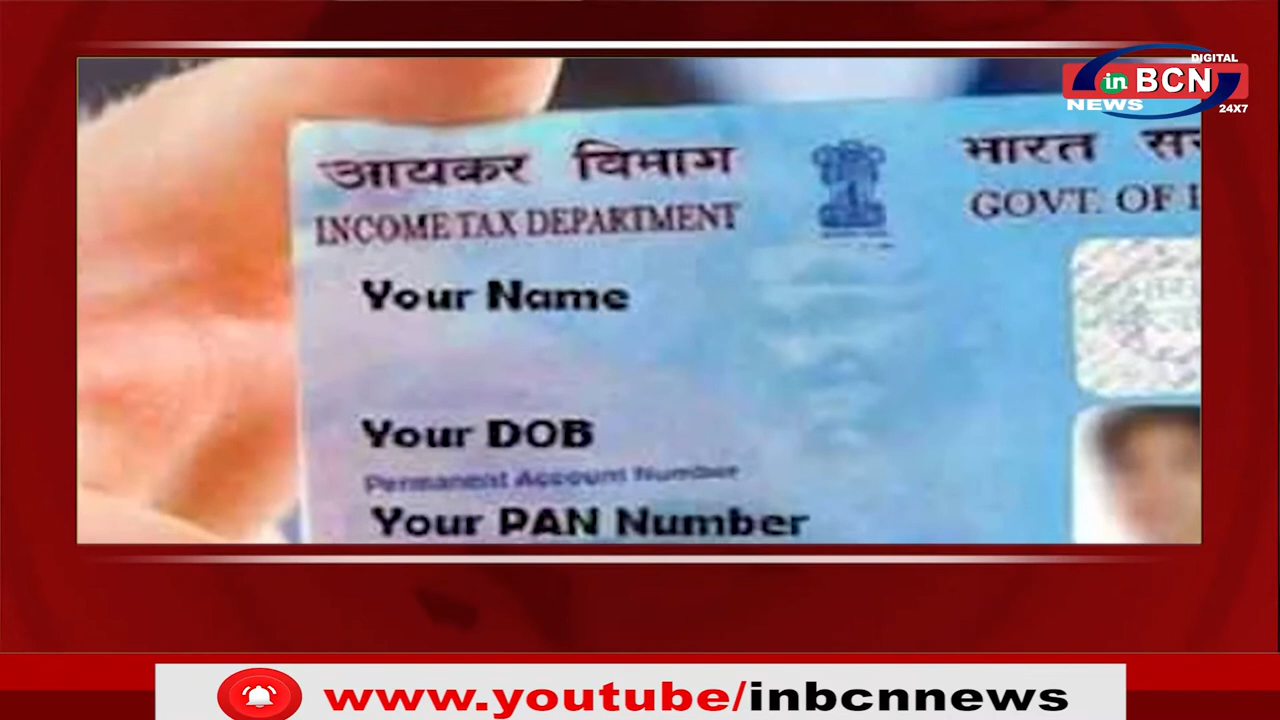 DIGITAL
in BCN
NEWS
24X7
आयकर विभाग
भारत
INCOME TAX DEPARTMENT
GOVT. OF
Your Name
Your DOB
Permanent Account Number
Your PAN Number
www.youtube/inbcnnews